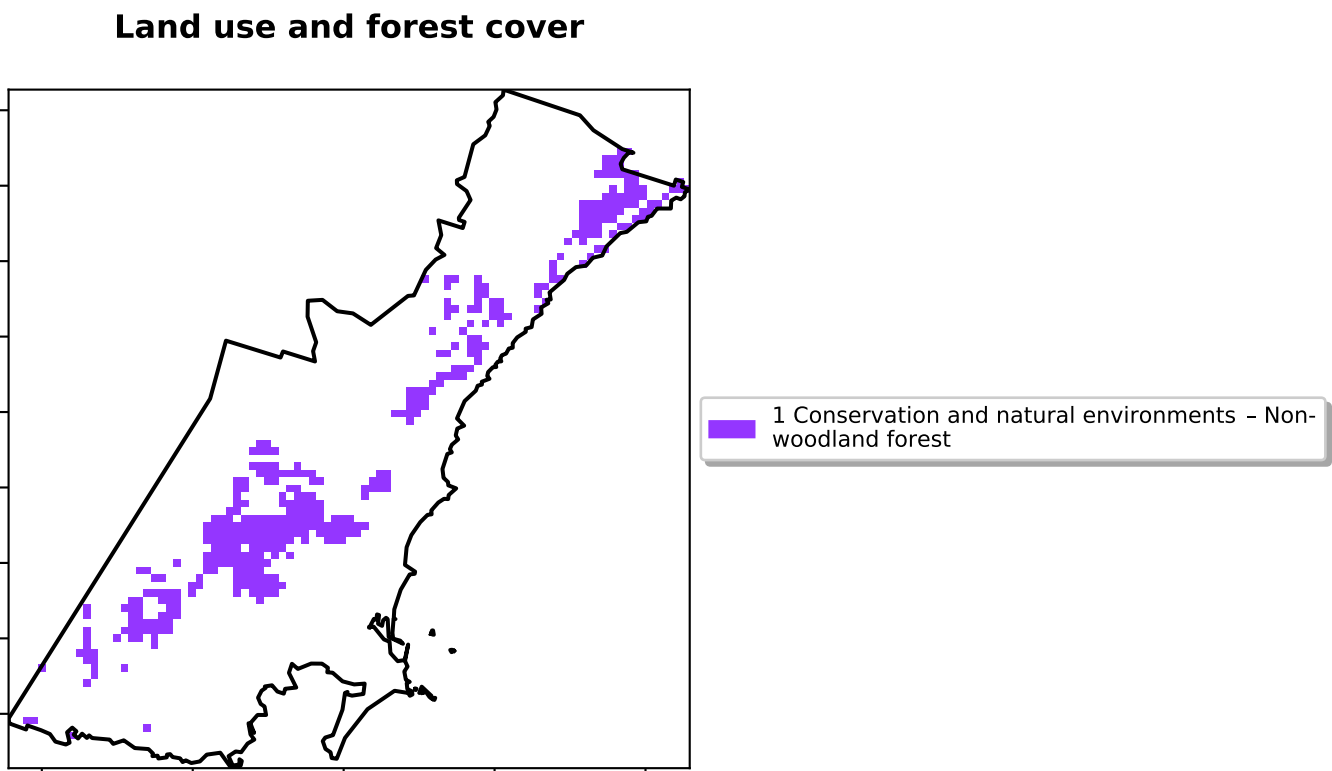 Land use and forest cover
1 Conservation and natural environments – Non-
woodland forest